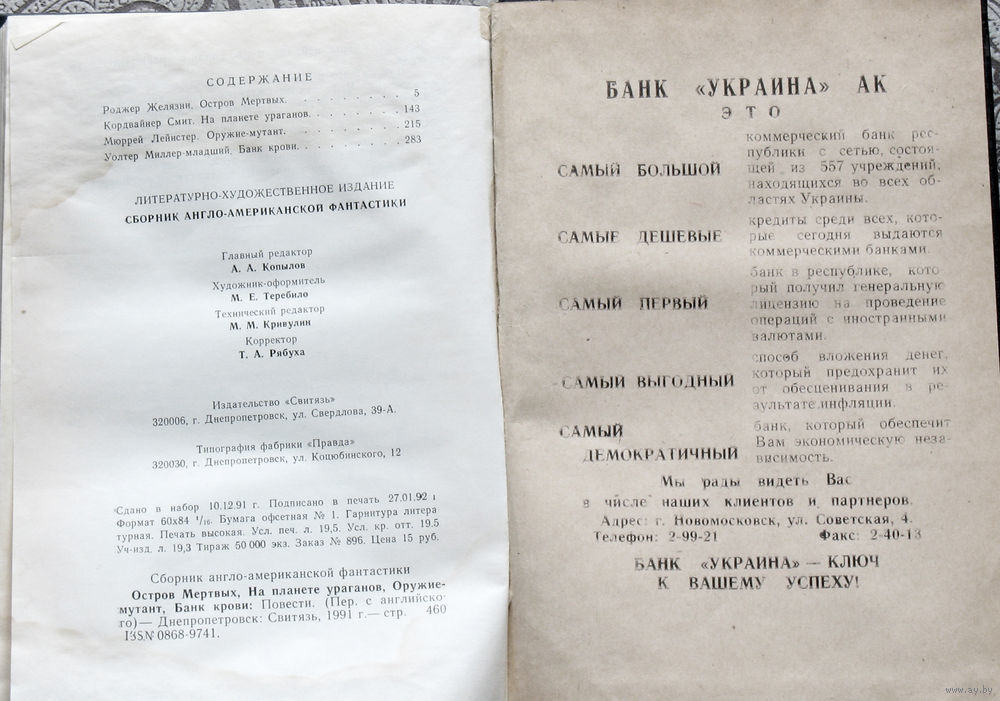 СОДЕРЖАНИЕ
Роджер Желязни. Остров Мертвых. . . . . . . . . 5
Кордвайнер Смит. На планете ураганов. . . . . . . 143
Мюррей Лейнстер. Оружие-мутант. . . . . . . . . 215
Уолтер Миллер-младший. Банк крови. . . . . . . . 283
ЛИТЕРАТУРНО-ХУДОЖЕСТВЕННОЕ ИЗДАНИЕ
СБОРНИК АНГЛО-АМЕРИКАНСКОЙ ФАНТАСТИКИ
Главный редактор
А. А. Копылов
Художник-оформитель
М. Е. Теребило
Технический редактор
М. М. Кривулин
Корректор
Т. А. Рябуха
Издательство «Свитязь»
320006, г. Днепропетровск, ул. Свердлова, 39-А.
Типография фабрики «Правда»
320030, г. Днепропетровск, ул. Коцюбинского, 12
Сдано в набор 10.12.91 г. Подписано в печать 27.01.92 г
Формат 60х84 1/16. Бумага офсетная № 1. Гарнитура литера
турная. Печать высокая. Усл. печ. л. 19,5. Усл. кр. отт. 19.5
Уч-изд. л. 19,3 Тираж 50 000 экз. Заказ № 896. Цена 15 руб.
Сборник англо-американской фантастики
Остров Мертвых, На планете ураганов, Оружие-
мутант, Банк крови: Повести. (Пер. с английско-
го)— Днепропетровск: Свитязь, 1991 г.— стр. 460
ISSN 0868-9741.
БАНК «УКРАИНА» АК
ЭТО
САМЫЙ БОЛЬШОЙ
коммерческий банк рес-
публики с сетью, состоя-
щей из 557 учреждений,
находящихся во всех об-
ластях Украины.
САМЫЕ ДЕШЕВЫЕ
кредиты среди всех, кото-
рые сегодня выдаются
коммерческими банками.
САМЫЙ ПЕРВЫЙ
банк в республике, кото
рый получил генеральную
лицензию на проведение
операций с иностранными
валютами.
САМЫЙ ВЫГОДНЫЙ
способ вложения денег,
который предохранит их
от обесценивания в ре-
зультате инфляции.
САМЫЙ
ДЕМОКРАТИЧНЫЙ
банк, который обеспечит
Вам экономическую неза-
висимость.
Мы рады видеть Вас
в числе наших клиентов и партнеров.
Адрес: г. Новомосковск, ул. Советская, 4.
Телефон: 2-99-21 Факс: 2-40-13
БАНК «УКРАИНА» — КЛЮЧ
К ВАШЕМУ УСПЕХУ!
www.ay.by